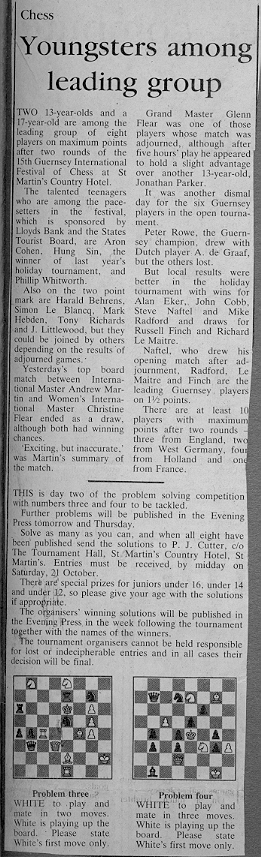 Chess
Youngsters among
leading group
TWO 13-year-olds and a
17-year-old are among the
leading group of eight
players on maximum points
after two rounds of the
15th Guernsey International
Festival of Chess at St
Martin's Country Hotel.
The talented teenagers
who are among the pace-
setters in the festival,
which is sponsored by
Lloyds Bank and the States
Tourist Board, are Aron
Cohen, Hung Sin, the
winner of last year's
holiday tournament, and
Phillip Whitworth.
Also on the two point
mark are Harald Behrens,
Simon Le Blancq, Mark
Hebden, Tony Richards
and J. Littlewood, but they
could be joined by others
depending on the results of
adjourned games.
Yesterday's top board
match between Interna-
tional Master Andrew Mar-
tin and Women's Interna-
tional Master Christine
Flear ended as a draw,
although both had winning
chances.
'Exciting, but inaccurate,'
was Martin's summary of
the match.
Grand Master Glenn
Flear was one of those
players whose match was
adjourned, although after
five hours' play he appeared
to hold a slight advantage
over another 13-year-old,
Jonathan Parker.
It was another dismal
day for the six Guernsey
players in the open tourna-
ment.
Peter Rowe, the Guern-
sey champion, drew with
Dutch player A. de Graaf,
but the others lost.
But local results were
better in the holiday
tournament with wins for
Alan Eker, John Cobb,
Steve Naftel and Mike
Radford and draws for
Russell Finch and Richard
Le Maitre.
Naftel, who drew his
opening match after ad-
journment, Radford, Le
Maitre and Finch are the
leading Guernsey players
on 1½ points.
There are at least 10
players with maximum
points after two rounds –
three from England, two
from West Germany, four
from Holland and one
from France.
THIS is day two of the problem solving competition
with numbers three and four to be tackled.
Further problems will be published in the Evening
Press tomorrow and Thursday.
Solve as many as you can, and when all eight have
been published send the solutions to P. J. Cutter, c/o
The Tournament Hall, St. Martin's Country Hotel, St
Martin's. Entries must be received by midday on
Saturday, 21 October.
There are special prizes for juniors under 16, under 14
and under 12, so please give your age with the solutions
if appropriate.
The organisers' winning solutions will be published in
the Evening Press in the week following the tournament
together with the names of the winners.
The tournament organisers cannot be held responsible
for lost or indecipherable entries and in all cases their
decision will be final.
Problem three
WHITE to play and
mate in two moves.
White is playing up the
board. Please state
White's first move only.
Problem four
WHITE to play and
mate in three moves.
White is playing up the
board. Please state
White's first move only.